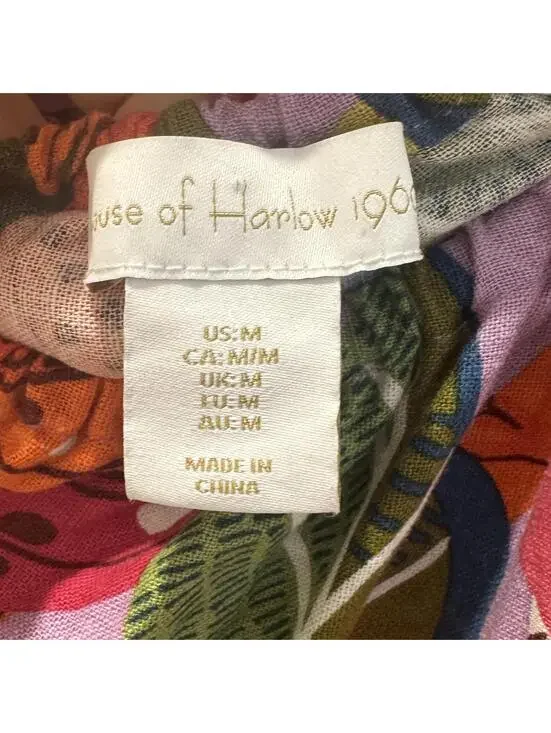 ouse of Harlow 196
US:M
CA:M/M
UK:M
EU:M
AU:M
MADE IN
CHINA